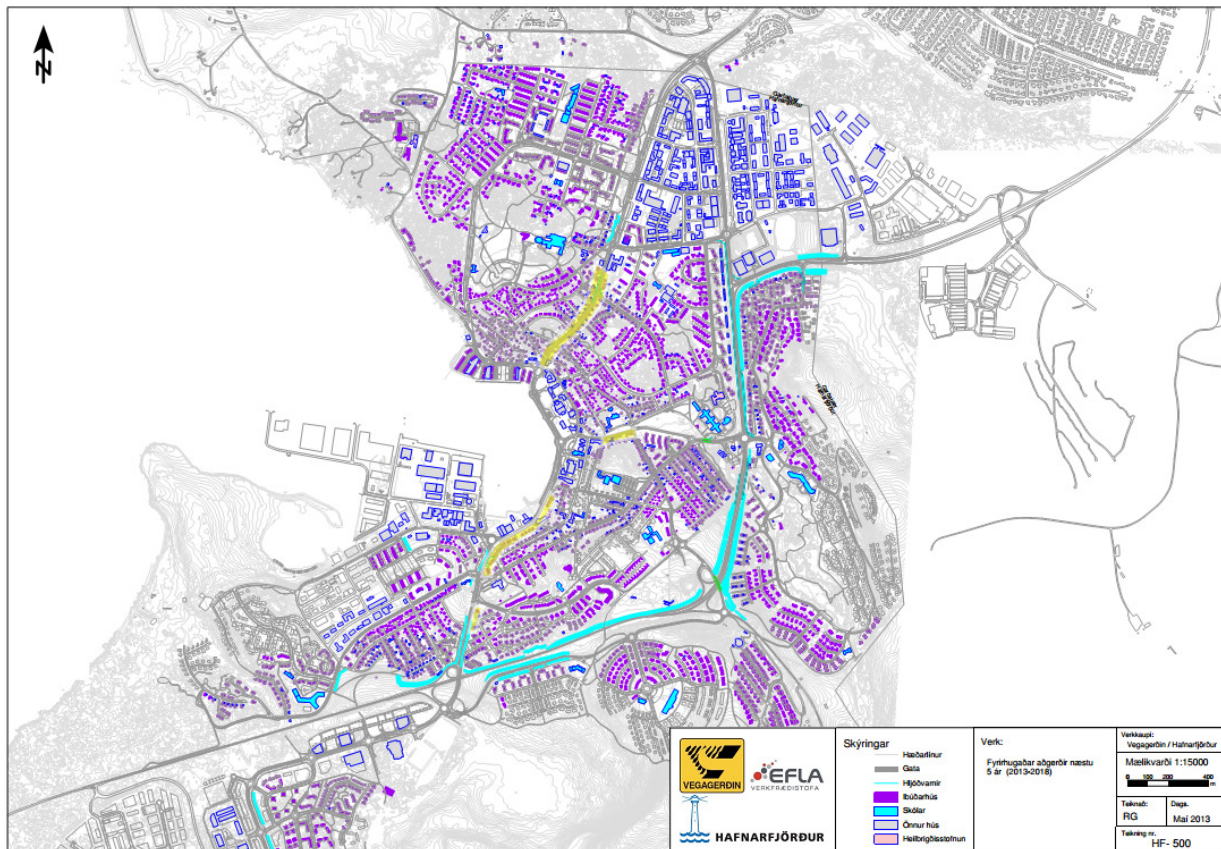 N
VEGAGERÐIN
EFLA
VERKFRÆÐISTOFA
HAFNARFJÖRÐUR
Skýringar
Hæðarlínur
Gata
Hljóðvarnir
Íbúðarhús
Skólar
Önnur hús
Heilbrigðisstofnun
Verk:
Fyrirhugaðar aðgerðir næstu
5 ár (2013-2018)
Verkkaupi:
Vegagerðin / Hafnarfjörður
Mælikvarði 1:15000
0 100 200 400
m
Teiknað:
RG
Dags.
Maí 2013
Teikning nr.
HF- 500